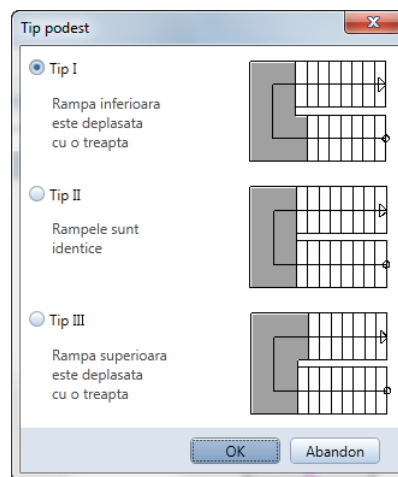 Tip podest
Tip I
Rampa inferioara
este deplasata
cu o treapta
Tip II
Rampele sunt
identice
Tip III
Rampa superioara
este deplasata
cu o treapta
OK
Abandon